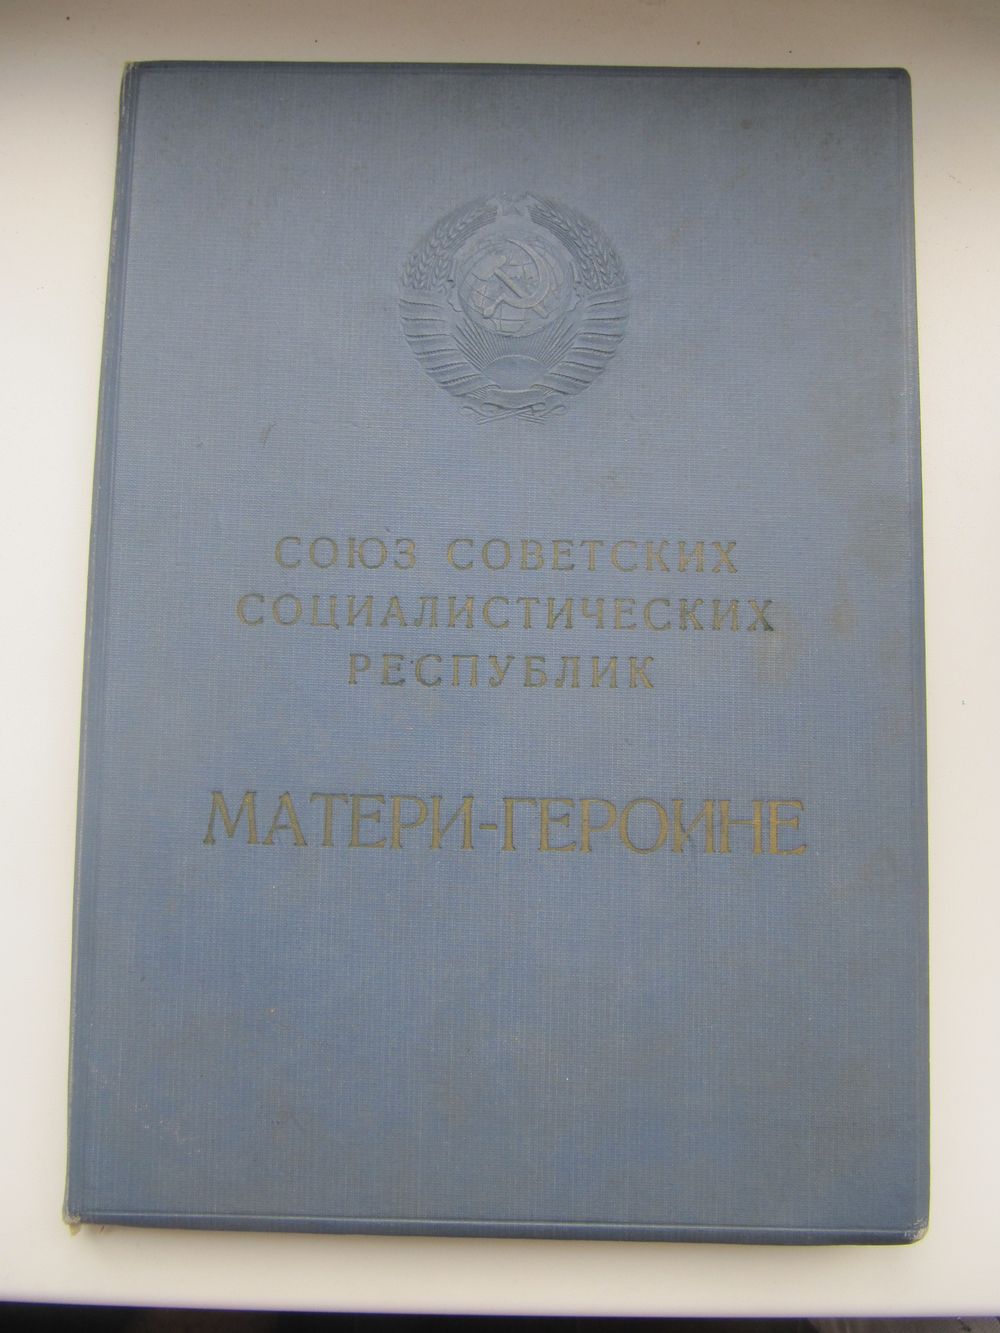 СОЮЗ СОВЕТСКИХ
СОЦИАЛИСТИЧЕСКИХ
РЕСПУБЛИК
МАТЕРИ-ГЕРОИНЕ